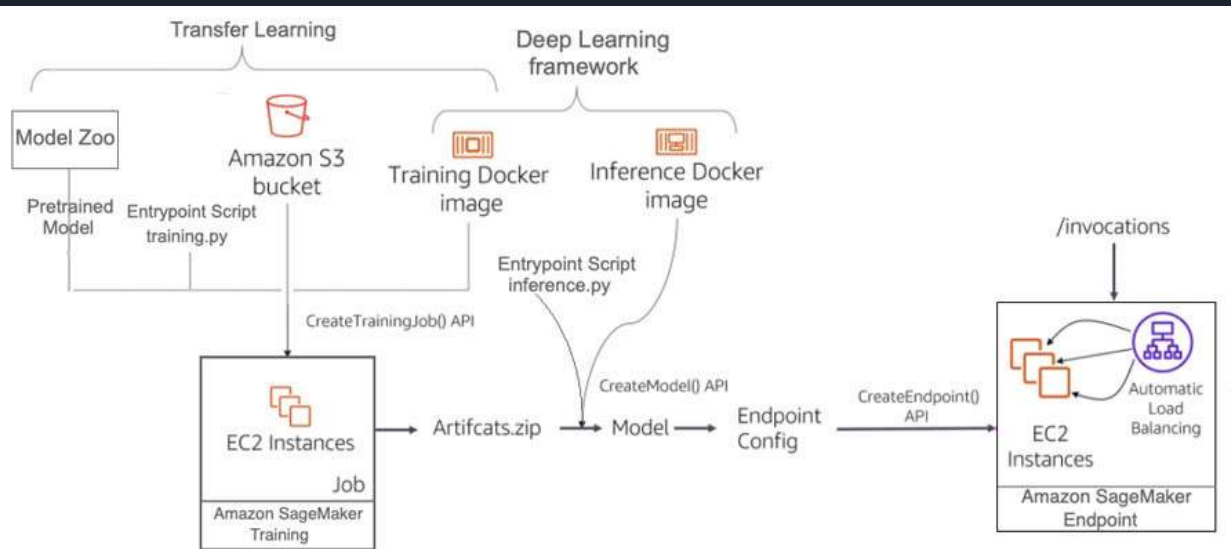 Transfer Learning
Deep Learning
framework
Model Zoo
Amazon S3
bucket
Training Docker
image
Inference Docker
image
Pretrained
Model
Entrypoint Script
training.py
Entrypoint Script
inference.py
/invocations
CreateTrainingJob() API
EC2 Instances
Job
Amazon SageMaker
Training
Artifcats.zip
CreateModel() API
Model
Endpoint
Config
CreateEndpoint()
API
EC2
Instances
Automatic
Load
Balancing
Amazon SageMaker
Endpoint